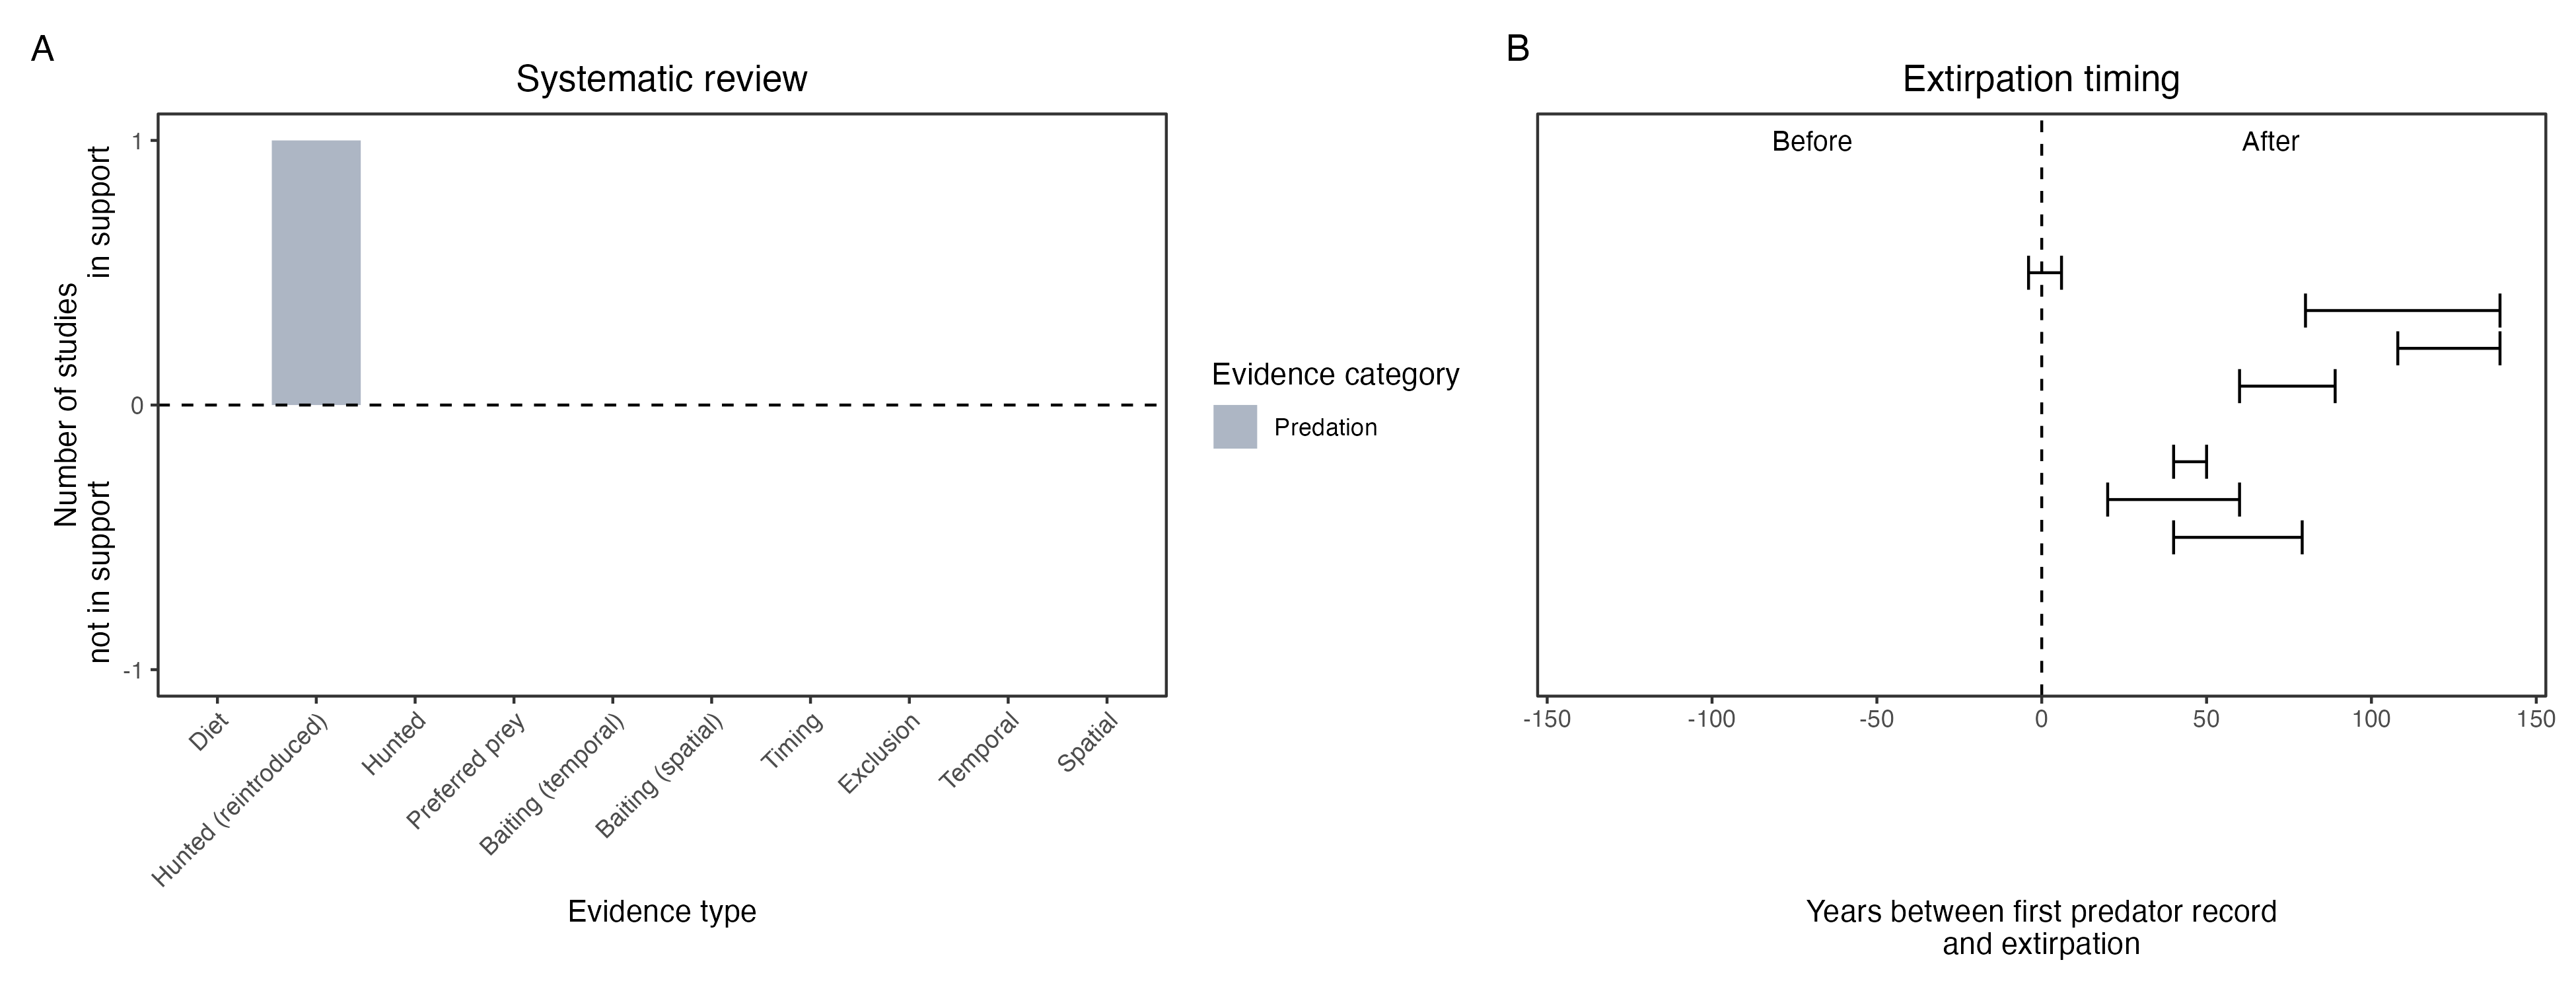 A
Systematic review
Number of studies
in support
not in support
1
0
-1
Diet
Hunted (reintroduced)
Hunted
Preferred prey
Baiting (temporal)
Baiting (spatial)
Timing
Exclusion
Temporal
Spatial
Evidence type
Evidence category
Predation
B
Extirpation timing
Before
After
-150
-100
-50
0
50
100
150
Years between first predator record
and extirpation